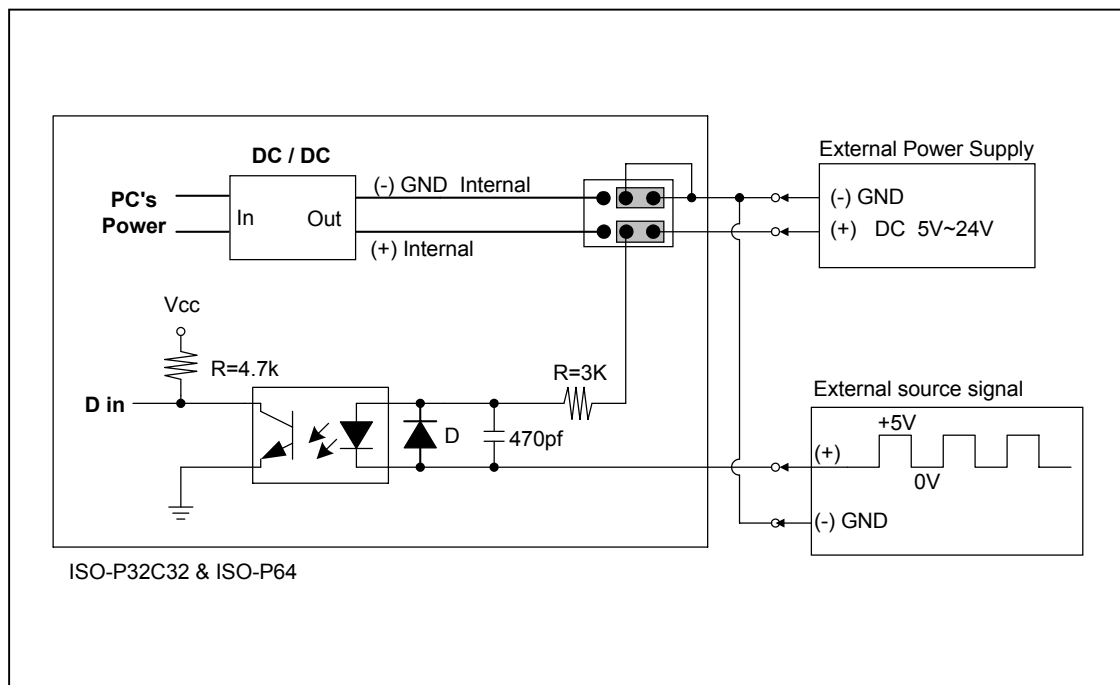 DC / DC
External Power Supply
PC's
Power
In
Out
(-) GND Internal
(+) Internal
(-) GND
(+) DC 5V~24V
Vcc
R=4.7k
R=3K
D in
D
470pf
External source signal
+5V
(+)
0V
(-) GND
ISO-P32C32 & ISO-P64